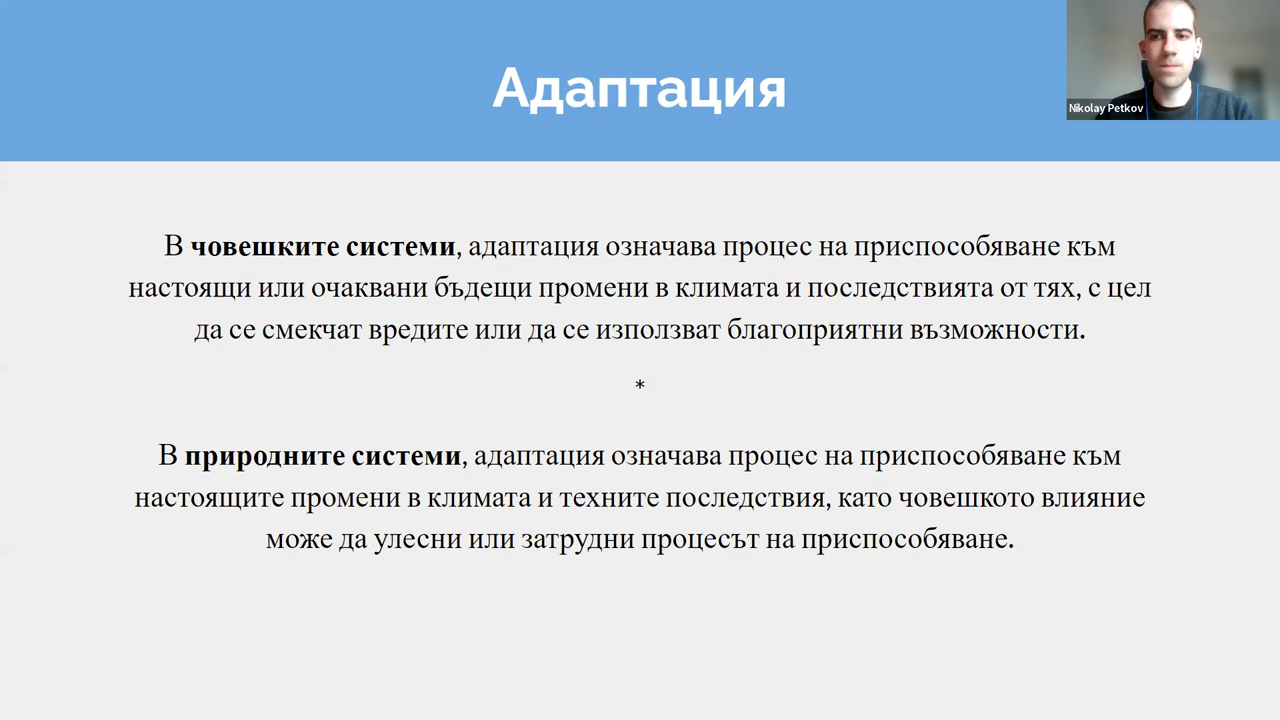 Адаптация
Nikolay Petkov
В човешките системи, адаптация означава процес на приспособяване към
настоящи или очаквани бъдещи промени в климата и последствията от тях, с цел
да се смекчат вредите или да се използват благоприятни възможности.
*
В природните системи, адаптация означава процес на приспособяване към
настоящите промени в климата и техните последствия, като човешкото влияние
може да улесни или затрудни процесът на приспособяване.